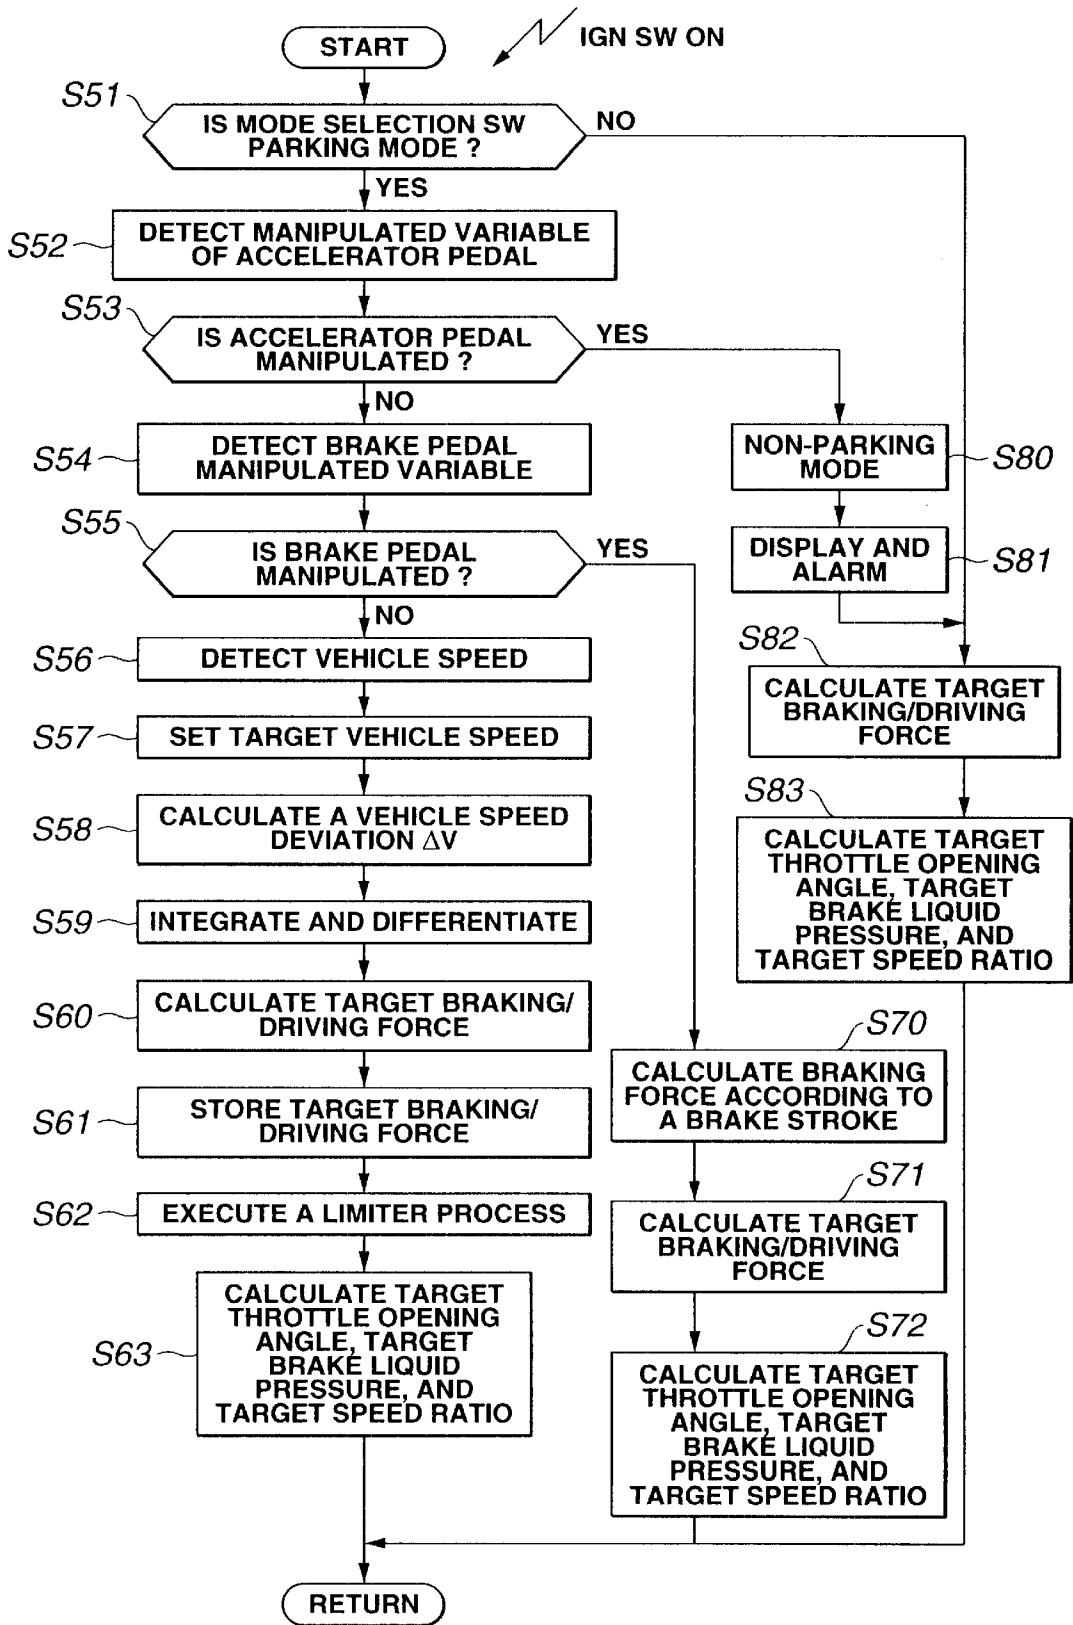 START
IGN SW ON
S51
IS MODE SELECTION SW
PARKING MODE ?
NO
YES
S52
DETECT MANIPULATED VARIABLE
OF ACCELERATOR PEDAL
S53
IS ACCELERATOR PEDAL
MANIPULATED ?
YES
NO
S54
DETECT BRAKE PEDAL
MANIPULATED VARIABLE
NON-PARKING
MODE
S80
S55
IS BRAKE PEDAL
MANIPULATED ?
YES
NO
DISPLAY AND
ALARM
S81
S56
DETECT VEHICLE SPEED
S82
CALCULATE TARGET
BRAKING/DRIVING
FORCE
S57
SET TARGET VEHICLE SPEED
S58
CALCULATE A VEHICLE SPEED
DEVIATION ΔV
S83
CALCULATE TARGET
THROTTLE OPENING
ANGLE, TARGET
BRAKE LIQUID
PRESSURE, AND
TARGET SPEED RATIO
S59
INTEGRATE AND DIFFERENTIATE
S60
CALCULATE TARGET BRAKING/
DRIVING FORCE
S70
CALCULATE BRAKING
FORCE ACCORDING TO
A BRAKE STROKE
S61
STORE TARGET BRAKING/
DRIVING FORCE
S62
EXECUTE A LIMITER PROCESS
S71
CALCULATE TARGET
BRAKING/DRIVING
FORCE
S63
CALCULATE TARGET
THROTTLE OPENING
ANGLE, TARGET
BRAKE LIQUID
PRESSURE, AND
TARGET SPEED RATIO
S72
CALCULATE TARGET
THROTTLE OPENING
ANGLE, TARGET
BRAKE LIQUID
PRESSURE, AND
TARGET SPEED RATIO
RETURN